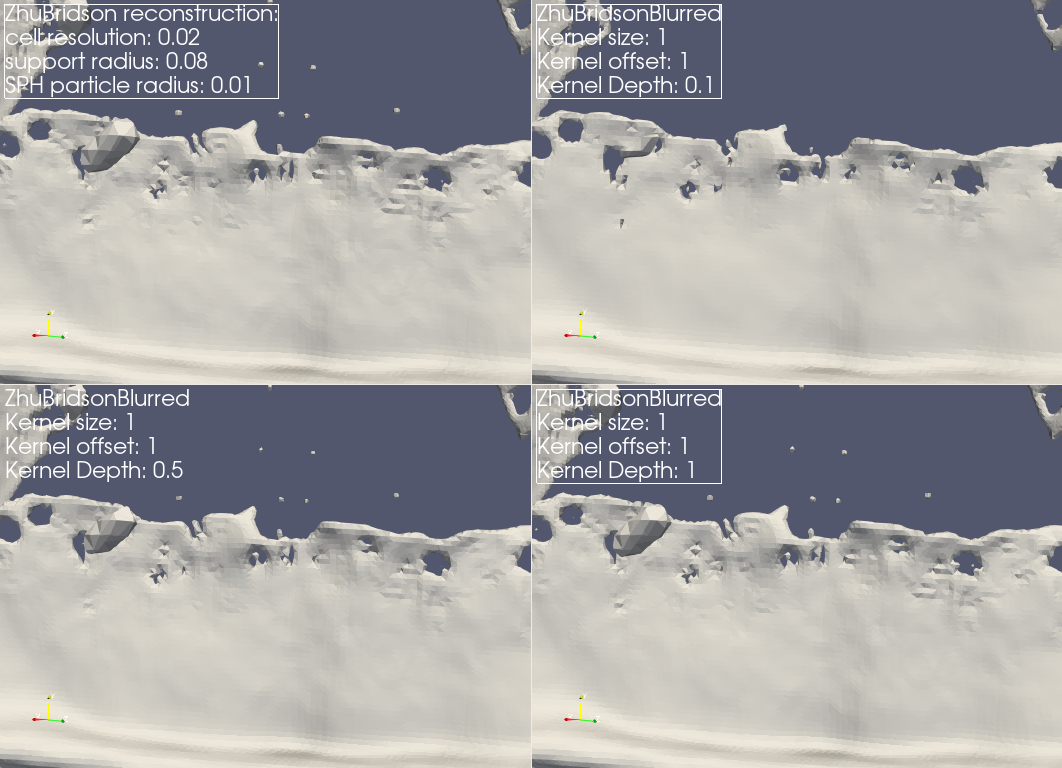 ZhuBridson reconstruction:
cell resolution: 0.02
support radius: 0.08
SPH particle radius: 0.01
ZhuBridsonBlurred
Kernel size: 1
Kernel offset: 1
Kernel Depth: 0.1
ZhuBridsonBlurred
Kernel size: 1
Kernel offset: 1
Kernel Depth: 0.5
ZhuBridsonBlurred
Kernel size: 1
Kernel offset: 1
Kernel Depth: 1